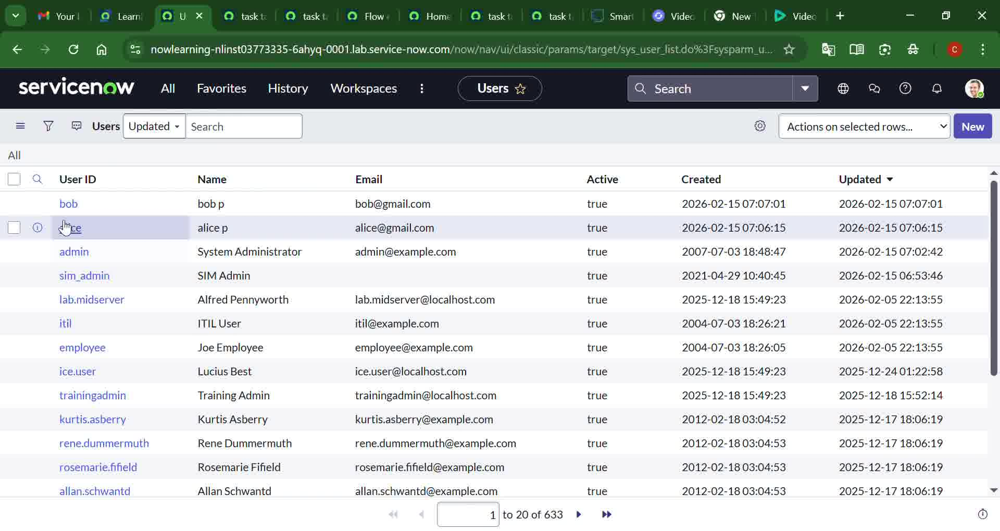 Your
Learn
U
task t
task t
Flow
Home
task t
task t
Smar
Video
New
Video
nowlearning-nlinst03773335-6ahyq-0001.lab.service-now.com/now/nav/ui/classic/params/target/sys_user_list.do%3Fsysparm_u...
C
servicenow
All
Favorites
History
Workspaces
Users
Search
Users
Updated
Search
Actions on selected rows...
New
All
User ID Name Email Active Created Updated
bob bob p bob@gmail.com true 2026-02-15 07:07:01 2026-02-15 07:07:01
alice p alice@gmail.com true 2026-02-15 07:06:15 2026-02-15 07:06:15
admin System Administrator admin@example.com true 2007-07-03 18:48:47 2026-02-15 07:02:42
sim_admin SIM Admin true 2021-04-29 10:40:45 2026-02-15 06:53:46
lab.midserver Alfred Pennyworth lab.midserver@localhost.com true 2025-12-18 15:49:23 2026-02-05 22:13:55
itil ITIL User itil@example.com true 2004-07-03 18:26:21 2026-02-05 22:13:55
employee Joe Employee employee@example.com true 2004-07-03 18:26:05 2026-02-05 22:13:55
ice.user Lucius Best ice.user@localhost.com true 2025-12-18 15:49:23 2025-12-24 01:22:58
trainingadmin Training Admin trainingadmin@localhost.com true 2025-12-18 15:49:23 2025-12-18 15:52:14
kurtis.asberry Kurtis Asberry kurtis.asberry@example.com true 2012-02-18 03:04:52 2025-12-17 18:06:19
rene.dummermuth Rene Dummermuth rene.dummermuth@example.com true 2012-02-18 03:04:53 2025-12-17 18:06:19
rosemarie.fifield Rosemarie Fifield rosemarie.fifield@example.com true 2012-02-18 03:04:53 2025-12-17 18:06:19
allan.schwantd Allan Schwantd allan.schwantd@example.com true 2012-02-18 03:04:53 2025-12-17 18:06:19
1 to 20 of 633